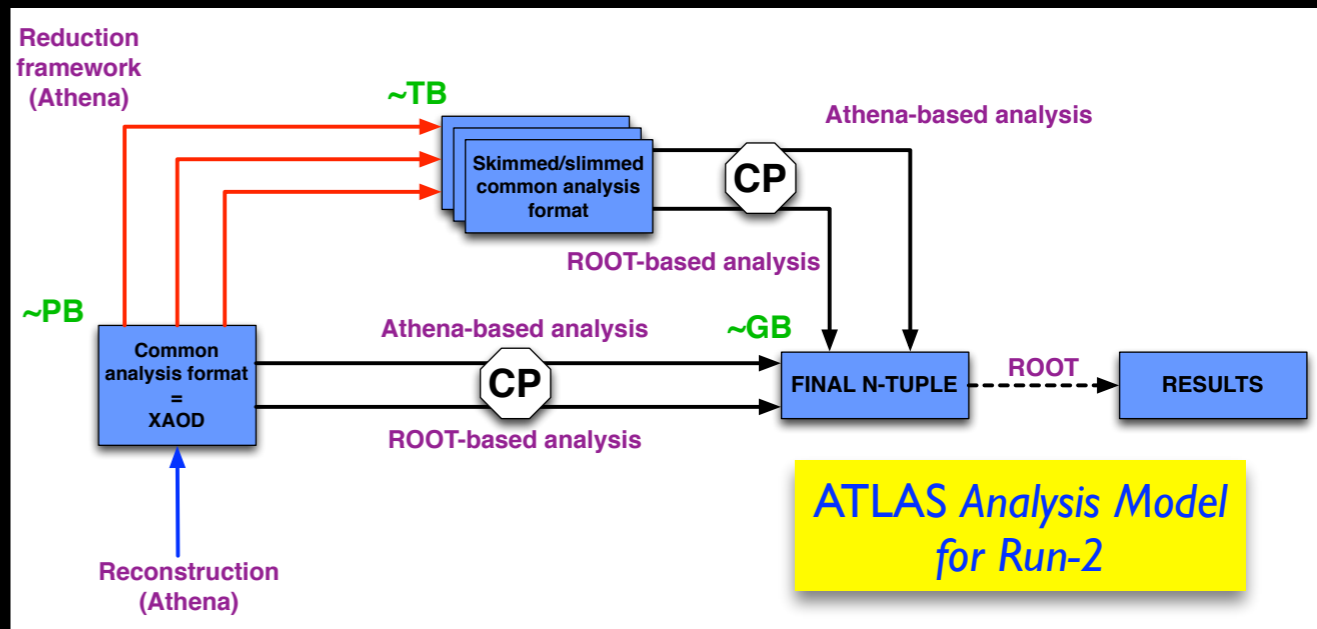 Reduction
framework
(Athena)
~TB
Athena-based analysis
Skimmed/slimmed
common analysis
format
CP
ROOT-based analysis
~PB
Common
analysis format
=
XAOD
Athena-based analysis
CP
ROOT-based analysis
~GB
FINAL N-TUPLE
ROOT
RESULTS
ATLAS Analysis Model
for Run-2
Reconstruction
(Athena)